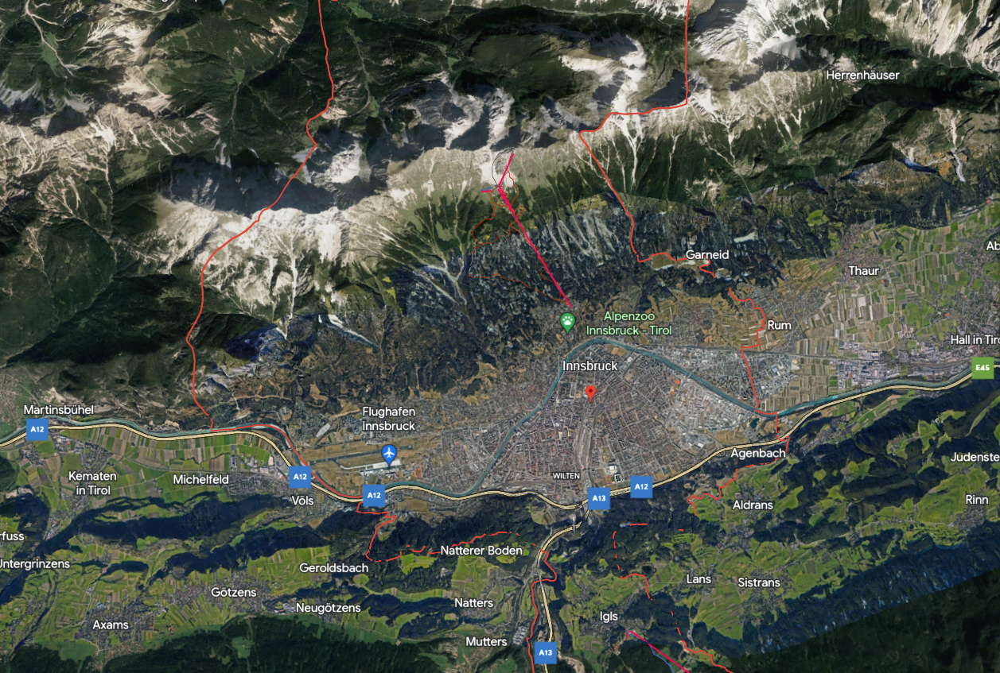 Herrenhäuser
Garneid
Thaur
Alpenzoo
Innsbruck - Tirol
Rum
Hall in Tiro
E45
Innsbruck
Martinsbühel
A12
Flughafen
Innsbruck
Agenbach
Judenste
Kematen
in Tirol
Michelfeld
A12
Völs
A12
WILTEN
A13
A12
Aldrans
Rinn
rfuss
Untergrinzens
Natterer Boden
Geroldsbach
Götzens
Neugötzens
Natters
Lans
Sistrans
Axams
Igls
Mutters
A13